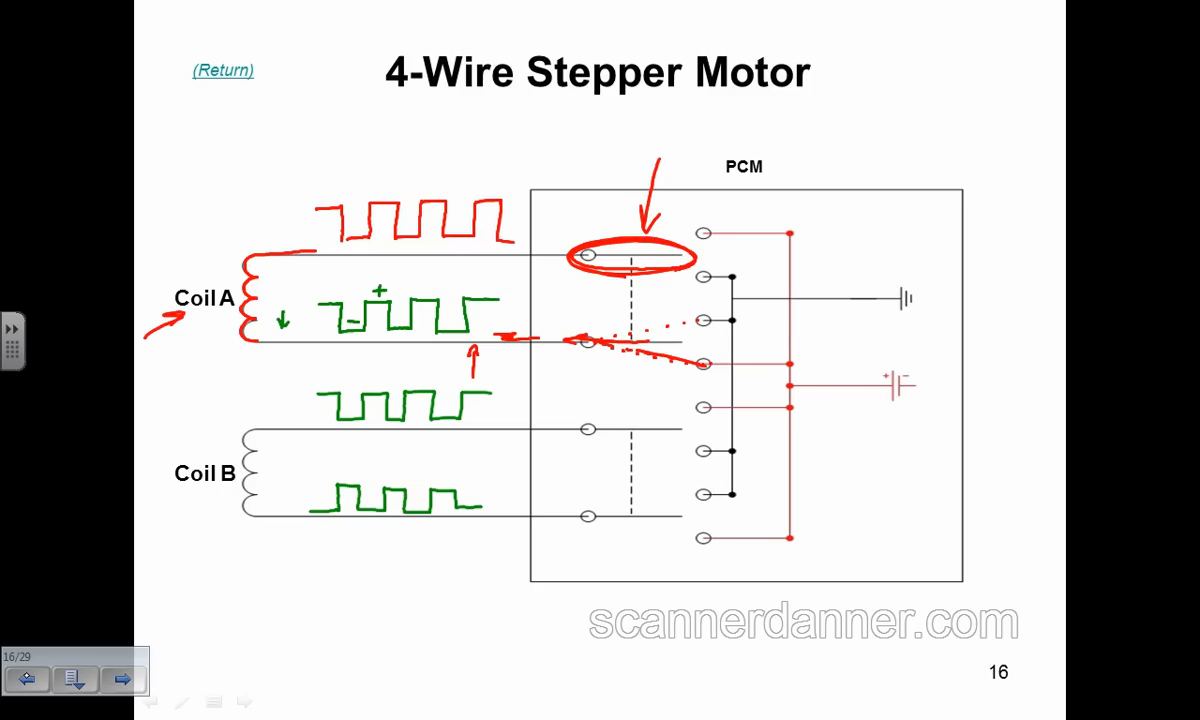 (Return)
4-Wire Stepper Motor
PCM
+
Coil A
-
+ -
Coil B
scannerdanner.com
16/29
16